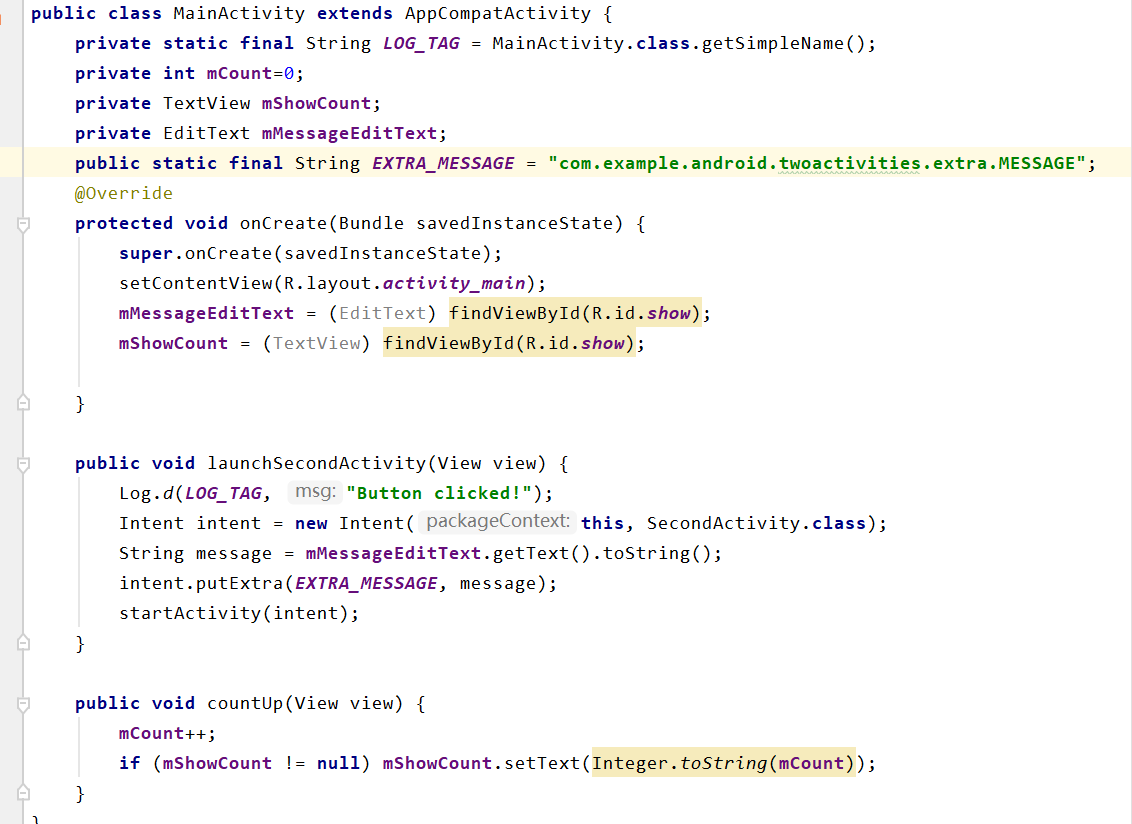 public class MainActivity extends AppCompatActivity {
private static final String LOG_TAG = MainActivity.class.getSimpleName();
private int mCount=0;
private TextView mShowCount;
private EditText mMessageEditText;
public static final String EXTRA_MESSAGE = "com.example.android.twoactivities.extra.MESSAGE";
@Override
protected void onCreate(Bundle savedInstanceState) {
super.onCreate(savedInstanceState);
setContentView(R.layout.activity_main);
mMessageEditText = (EditText) findViewById(R.id.show);
mShowCount = (TextView) findViewById(R.id.show);
}
public void launchSecondActivity(View view) {
Log.d(LOG_TAG, msg: "Button clicked!");
Intent intent = new Intent( packageContext: this, SecondActivity.class);
String message = mMessageEditText.getText().toString();
intent.putExtra(EXTRA_MESSAGE, message);
startActivity(intent);
}
public void countUp(View view) {
mCount++;
if (mShowCount != null) mShowCount.setText(Integer.toString(mCount));
}
}